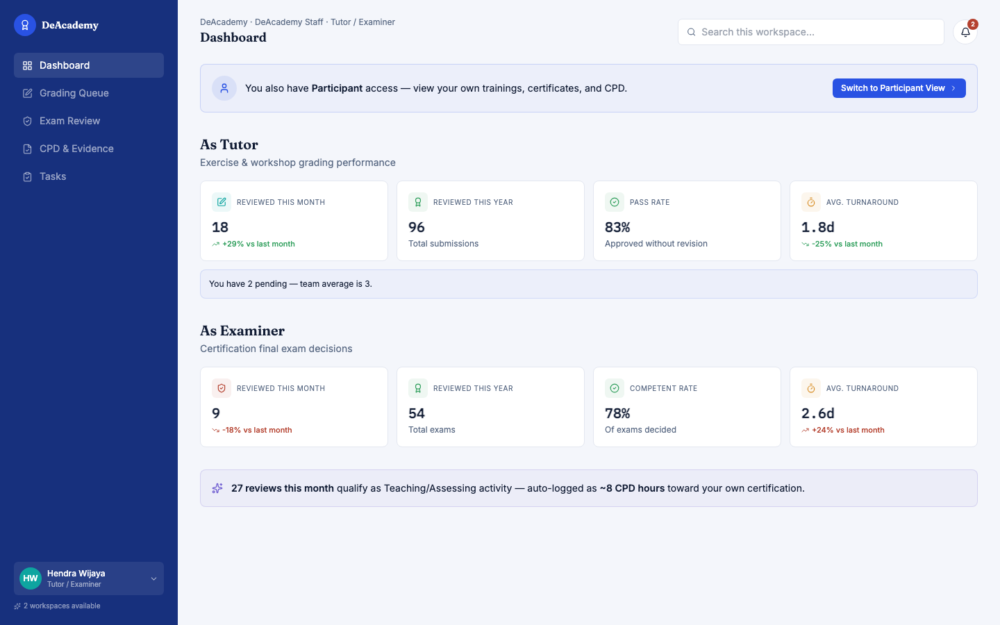 DeAcademy
Dashboard
Grading Queue
Exam Review
CPD & Evidence
Tasks
HW
Hendra Wijaya
Tutor / Examiner
2 workspaces available
DeAcademy · DeAcademy Staff · Tutor / Examiner
Dashboard
Search this workspace...
2
You also have Participant access — view your own trainings, certificates, and CPD.
Switch to Participant View
As Tutor
Exercise & workshop grading performance
REVIEWED THIS MONTH
18
+29% vs last month
REVIEWED THIS YEAR
96
Total submissions
PASS RATE
83%
Approved without revision
AVG. TURNAROUND
1.8d
-25% vs last month
You have 2 pending — team average is 3.
As Examiner
Certification final exam decisions
REVIEWED THIS MONTH
9
-18% vs last month
REVIEWED THIS YEAR
54
Total exams
COMPETENT RATE
78%
Of exams decided
AVG. TURNAROUND
2.6d
+24% vs last month
27 reviews this month qualify as Teaching/Assessing activity — auto-logged as ~8 CPD hours toward your own certification.